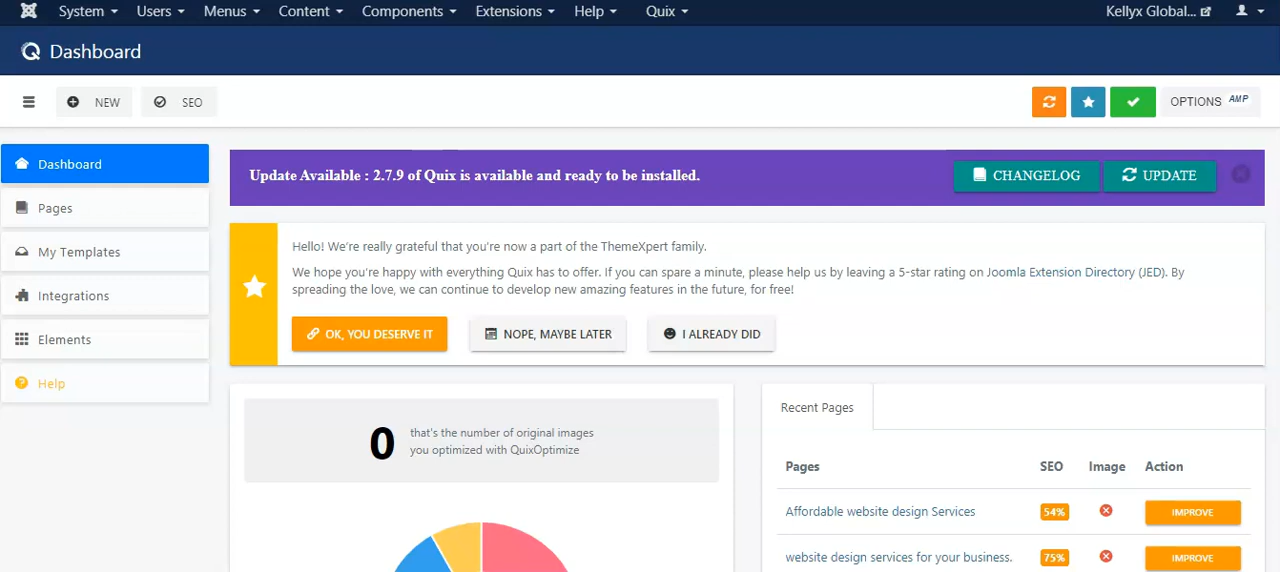 System Users Menus Content Components Extensions Help Quix Kellyx Global...
Dashboard
NEW SEO OPTIONS AMP
Dashboard
Pages
My Templates
Integrations
Elements
Help
Update Available : 2.7.9 of Quix is available and ready to be installed. CHANGELOG UPDATE
Hello! We're really grateful that you're now a part of the ThemeXpert family.
We hope you're happy with everything Quix has to offer. If you can spare a minute, please help us by leaving a 5-star rating on Joomla Extension Directory (JED). By
spreading the love, we can continue to develop new amazing features in the future, for free!
OK, YOU DESERVE IT NOPE, MAYBE LATER I ALREADY DID
0
that's the number of original images
you optimized with QuixOptimize
Recent Pages
Pages SEO Image Action
Affordable website design Services 54% IMPROVE
website design services for your business. 75% IMPROVE